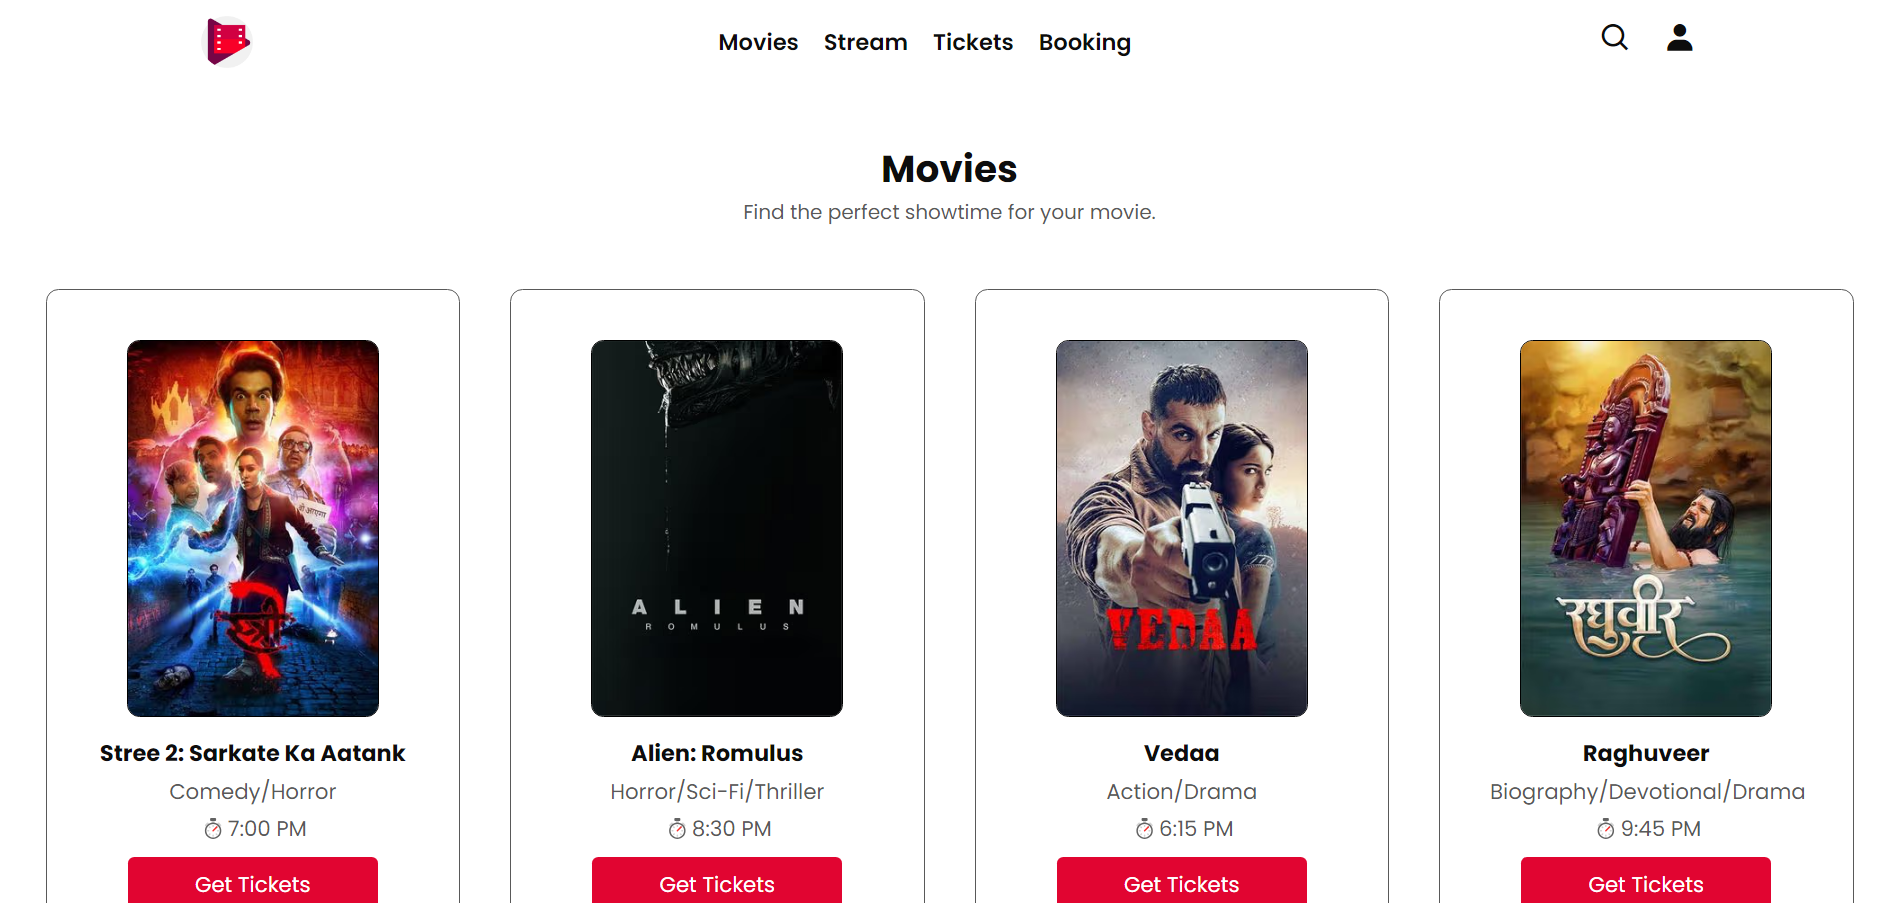 Movies Stream Tickets Booking
Movies
Find the perfect showtime for your movie.
वो आएगा
स्त्री
ALIEN
ROMULUS
VEDAA
रघुवीर
Stree 2: Sarkate Ka Aatank
Comedy/Horror
7:00 PM
Get Tickets
Alien: Romulus
Horror/Sci-Fi/Thriller
8:30 PM
Get Tickets
Vedaa
Action/Drama
6:15 PM
Get Tickets
Raghuveer
Biography/Devotional/Drama
9:45 PM
Get Tickets